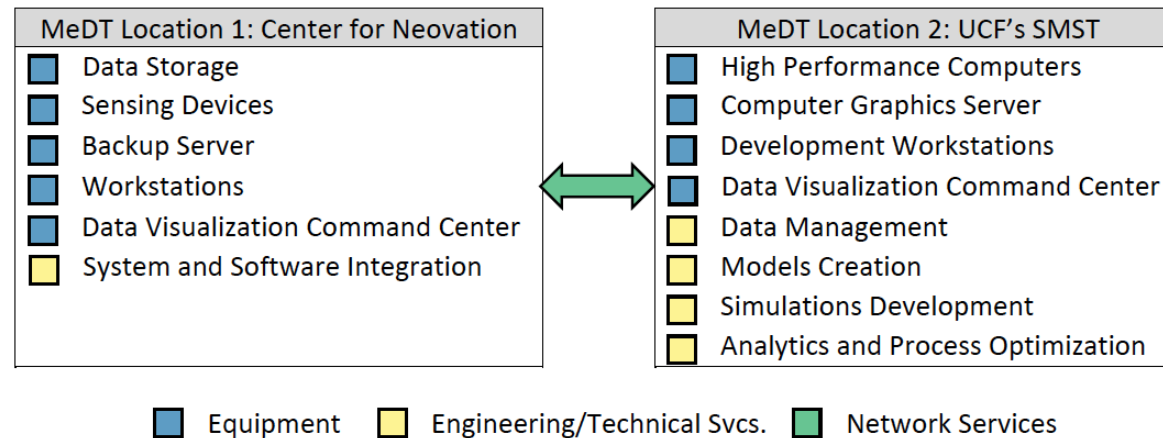 MeDT Location 1: Center for Neovation
Data Storage
Sensing Devices
Backup Server
Workstations
Data Visualization Command Center
System and Software Integration
MeDT Location 2: UCF's SMST
High Performance Computers
Computer Graphics Server
Development Workstations
Data Visualization Command Center
Data Management
Models Creation
Simulations Development
Analytics and Process Optimization
Equipment
Engineering/Technical Svcs.
Network Services